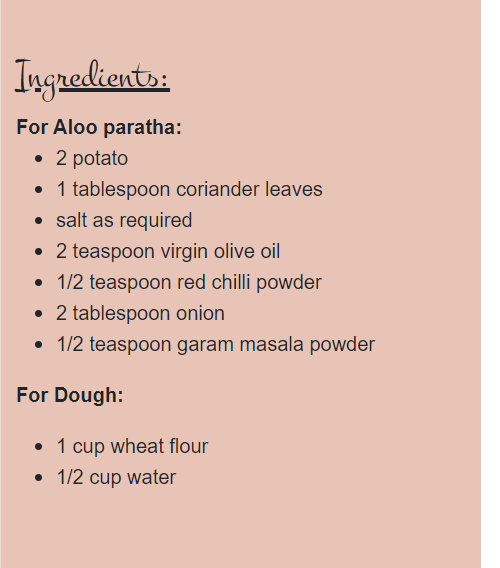 Ingredients:
For Aloo paratha:
• 2 potato
• 1 tablespoon coriander leaves
• salt as required
• 2 teaspoon virgin olive oil
• 1/2 teaspoon red chilli powder
• 2 tablespoon onion
• 1/2 teaspoon garam masala powder
For Dough:
• 1 cup wheat flour
• 1/2 cup water